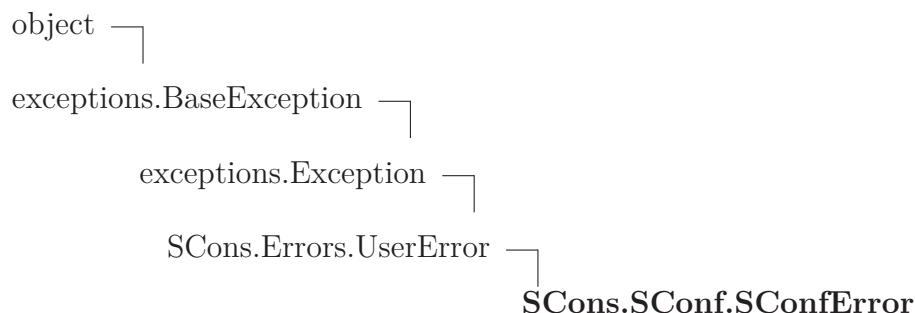 object
exceptions.BaseException
exceptions.Exception
SCons.Errors.UserError
SCons.SConf.SConfError